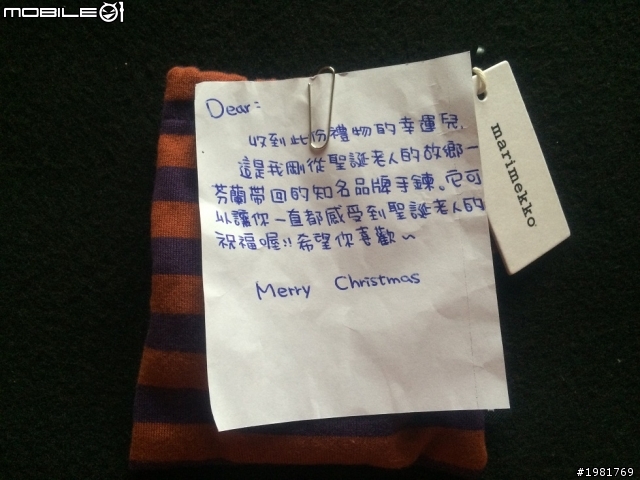 MOBILE01
Dear:
收到此份禮物的幸運兒,
這是我剛從聖誕老人的故鄉—
芬蘭帶回的知名品牌手鍊。它可
以讓你一直都感受到聖誕老人的
祝福喔!!希望你喜歡~
Merry Christmas
marimekko
#1981769